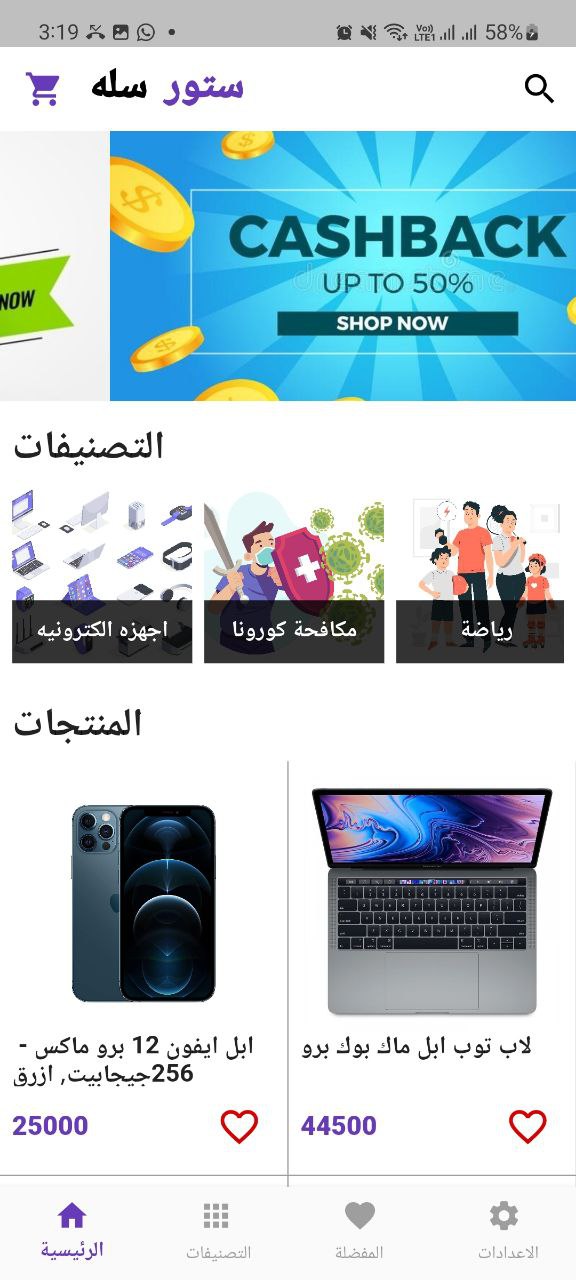 3:19
Vo))
LTE1
58%
ستور سله
NOW
CASHBACK
UP TO 50%
SHOP NOW
التصنيفات
اجهزه الكترونيه
مكافحة كورونا
رياضة
المنتجات
ابل ايفون 12 برو ماكس -
256جيجابيت, ازرق
لاب توب ابل ماك بوك برو
25000
44500
الرئيسية
التصنيفات
المفضلة
الاعدادات